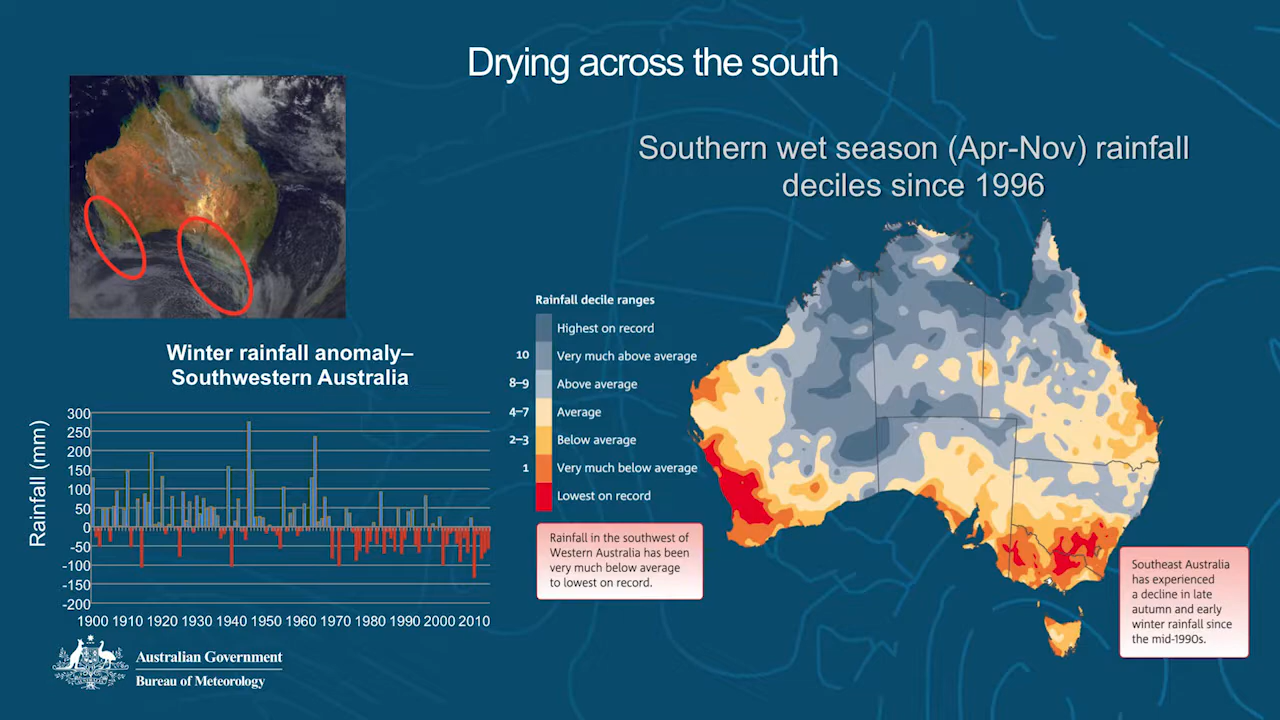 Drying across the south
Southern wet season (Apr-Nov) rainfall
deciles since 1996
Winter rainfall anomaly–
Southwestern Australia
Rainfall (mm)
300
250
200
150
100
50
0
-50
-100
-150
-200
1900 1910 1920 1930 1940 1950 1960 1970 1980 1990 2000 2010
Rainfall decile ranges
Highest on record
10 Very much above average
8–9 Above average
4–7 Average
2–3 Below average
1 Very much below average
Lowest on record
Rainfall in the southwest of
Western Australia has been
very much below average
to lowest on record.
Southeast Australia
has experienced
a decline in late
autumn and early
winter rainfall since
the mid-1990s.
Australian Government
Bureau of Meteorology